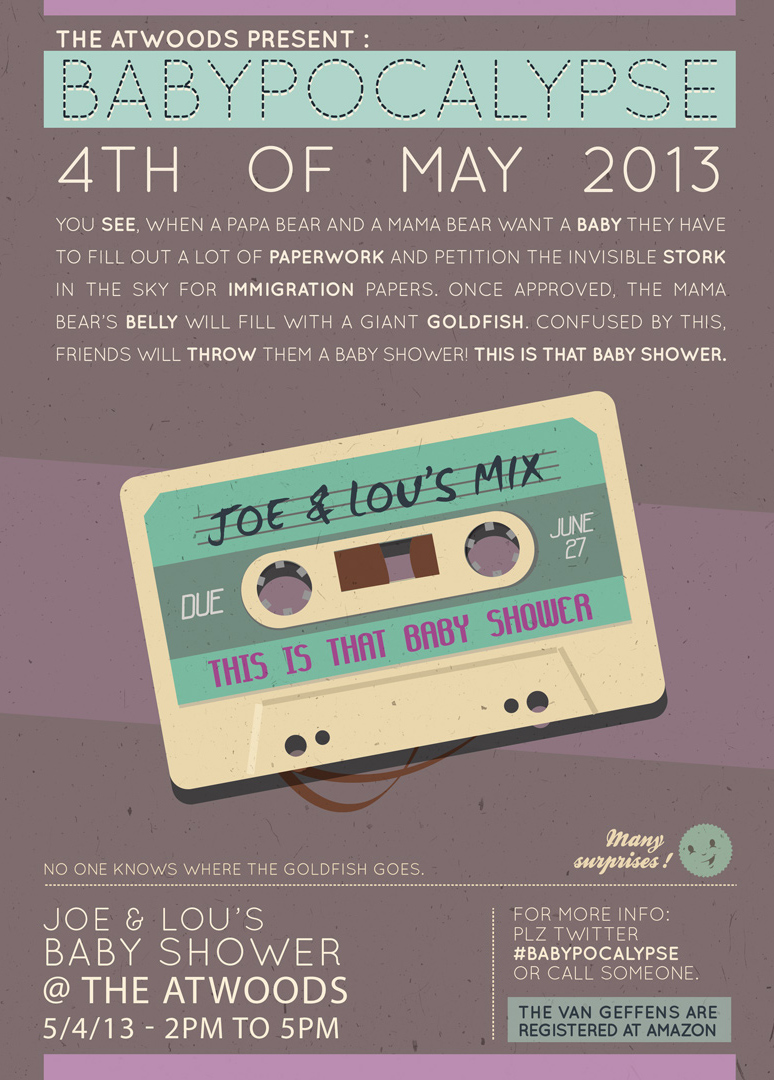 THE ATWOODS PRESENT :
BABYPOCALYPSE
4TH OF MAY 2013
YOU SEE, WHEN A PAPA BEAR AND A MAMA BEAR WANT A BABY THEY HAVE
TO FILL OUT A LOT OF PAPERWORK AND PETITION THE INVISIBLE STORK
IN THE SKY FOR IMMIGRATION PAPERS. ONCE APPROVED, THE MAMA
BEAR'S BELLY WILL FILL WITH A GIANT GOLDFISH. CONFUSED BY THIS,
FRIENDS WILL THROW THEM A BABY SHOWER! THIS IS THAT BABY SHOWER.
JOE & LOU'S MIX
DUE
JUNE
27
THIS IS THAT BABY SHOWER
Many
surprises!
NO ONE KNOWS WHERE THE GOLDFISH GOES.
JOE & LOU'S
BABY SHOWER
@ THE ATWOODS
5/4/13 - 2PM TO 5PM
FOR MORE INFO:
PLZ TWITTER
#BABYPOCALYPSE
OR CALL SOMEONE.
THE VAN GEFFENS ARE
REGISTERED AT AMAZON